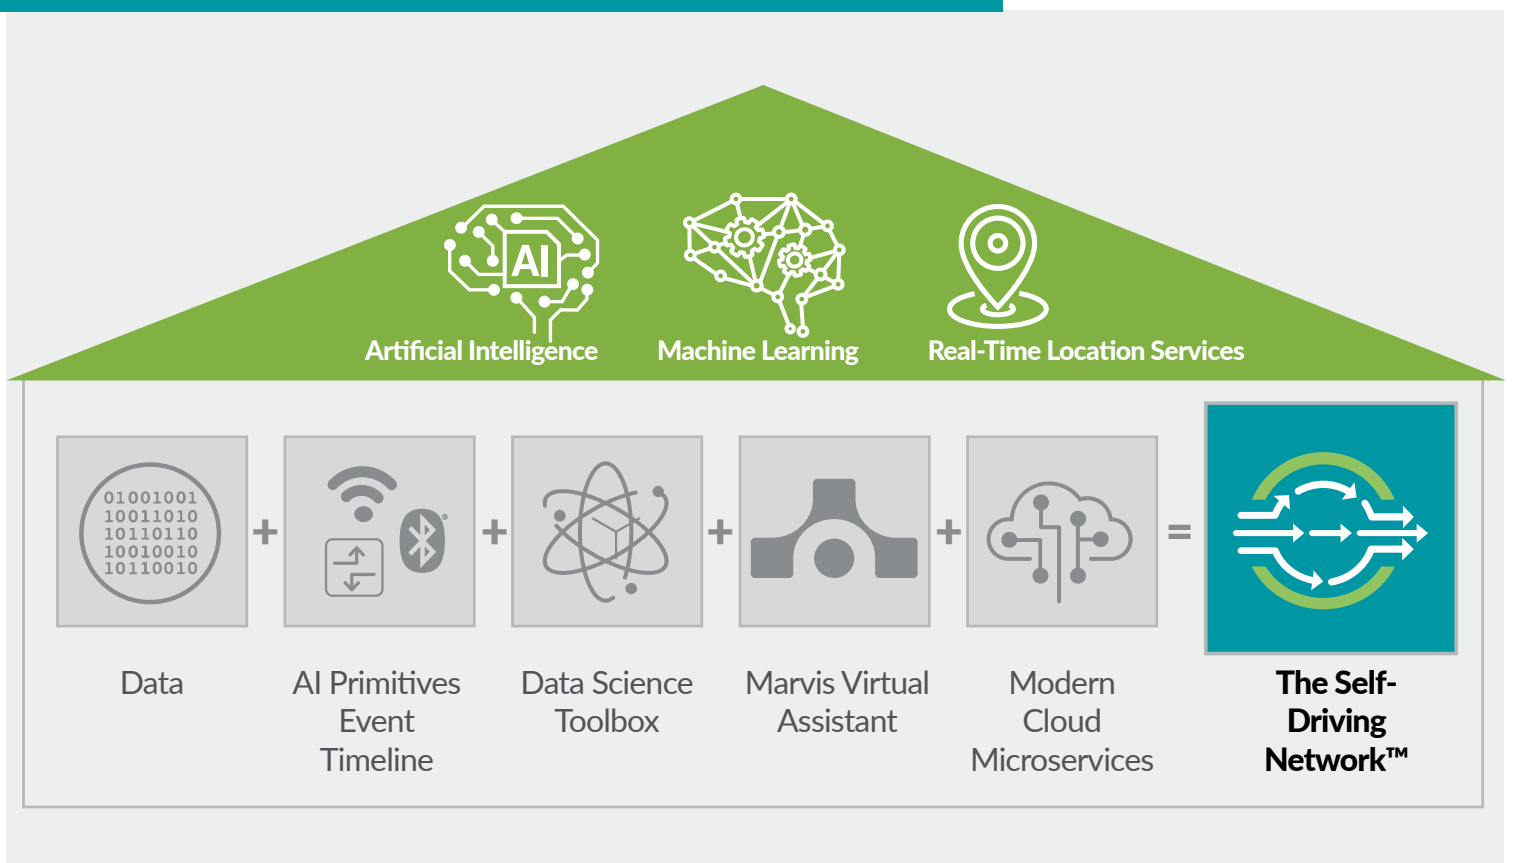 AI
Artificial Intelligence
Machine Learning
Real-Time Location Services
01001001
10011010
10110110
10010010
10110010
+
+
+
+
=
®
Data
AI Primitives
Event
Timeline
Data Science
Toolbox
Marvis Virtual
Assistant
Modern
Cloud
Microservices
The Self-
Driving
Network™